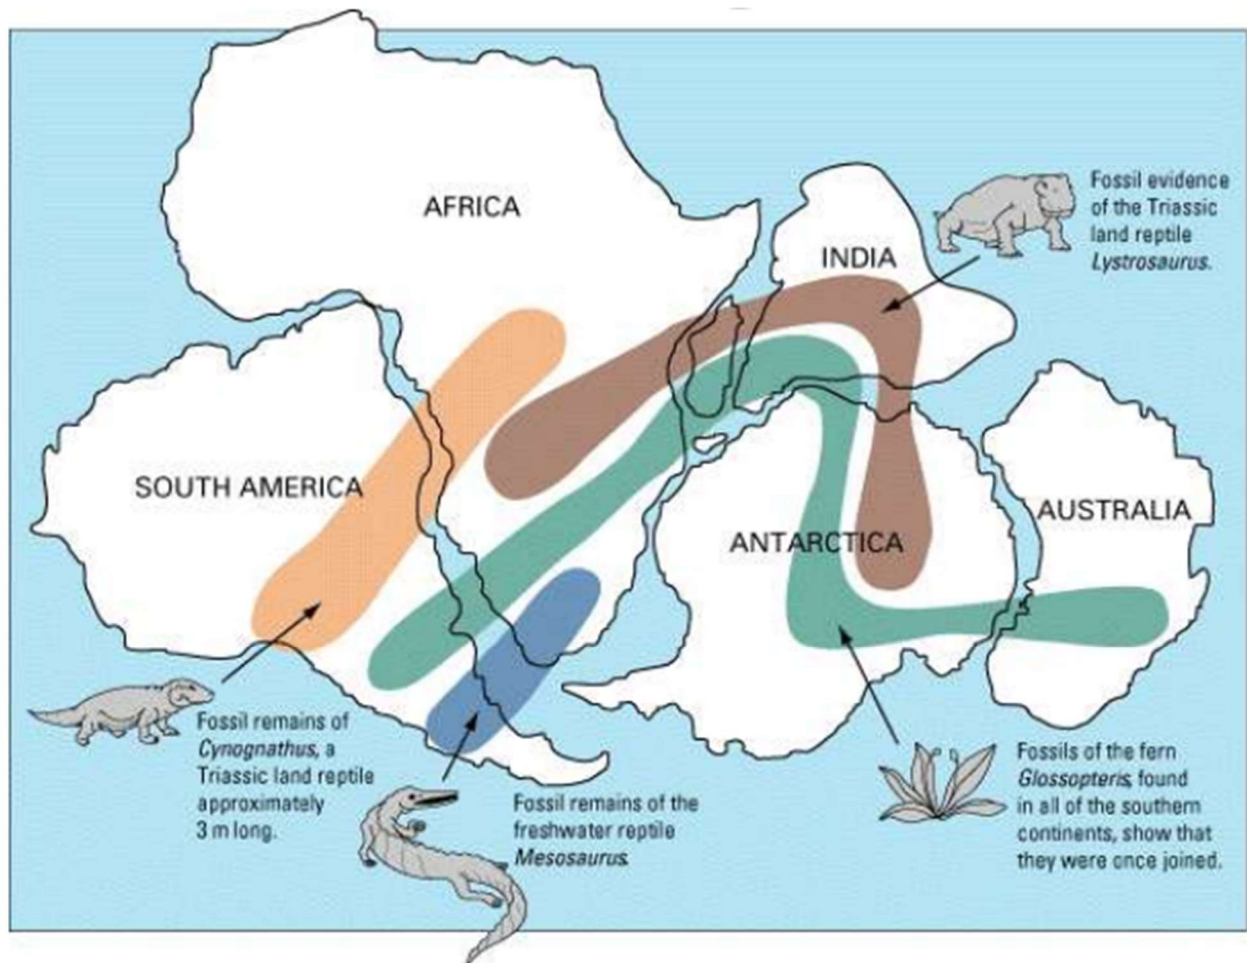 AFRICA
INDIA
Fossil evidence
of the Triassic
land reptile
Lystrosaurus.
SOUTH AMERICA
ANTARCTICA
AUSTRALIA
Fossil remains of
Cynognathus, a
Triassic land reptile
approximately
3 m long.
Fossil remains of the
freshwater reptile
Mesosaurus.
Fossils of the fern
Glossopteris, found
in all of the southern
continents, show that
they were once joined.